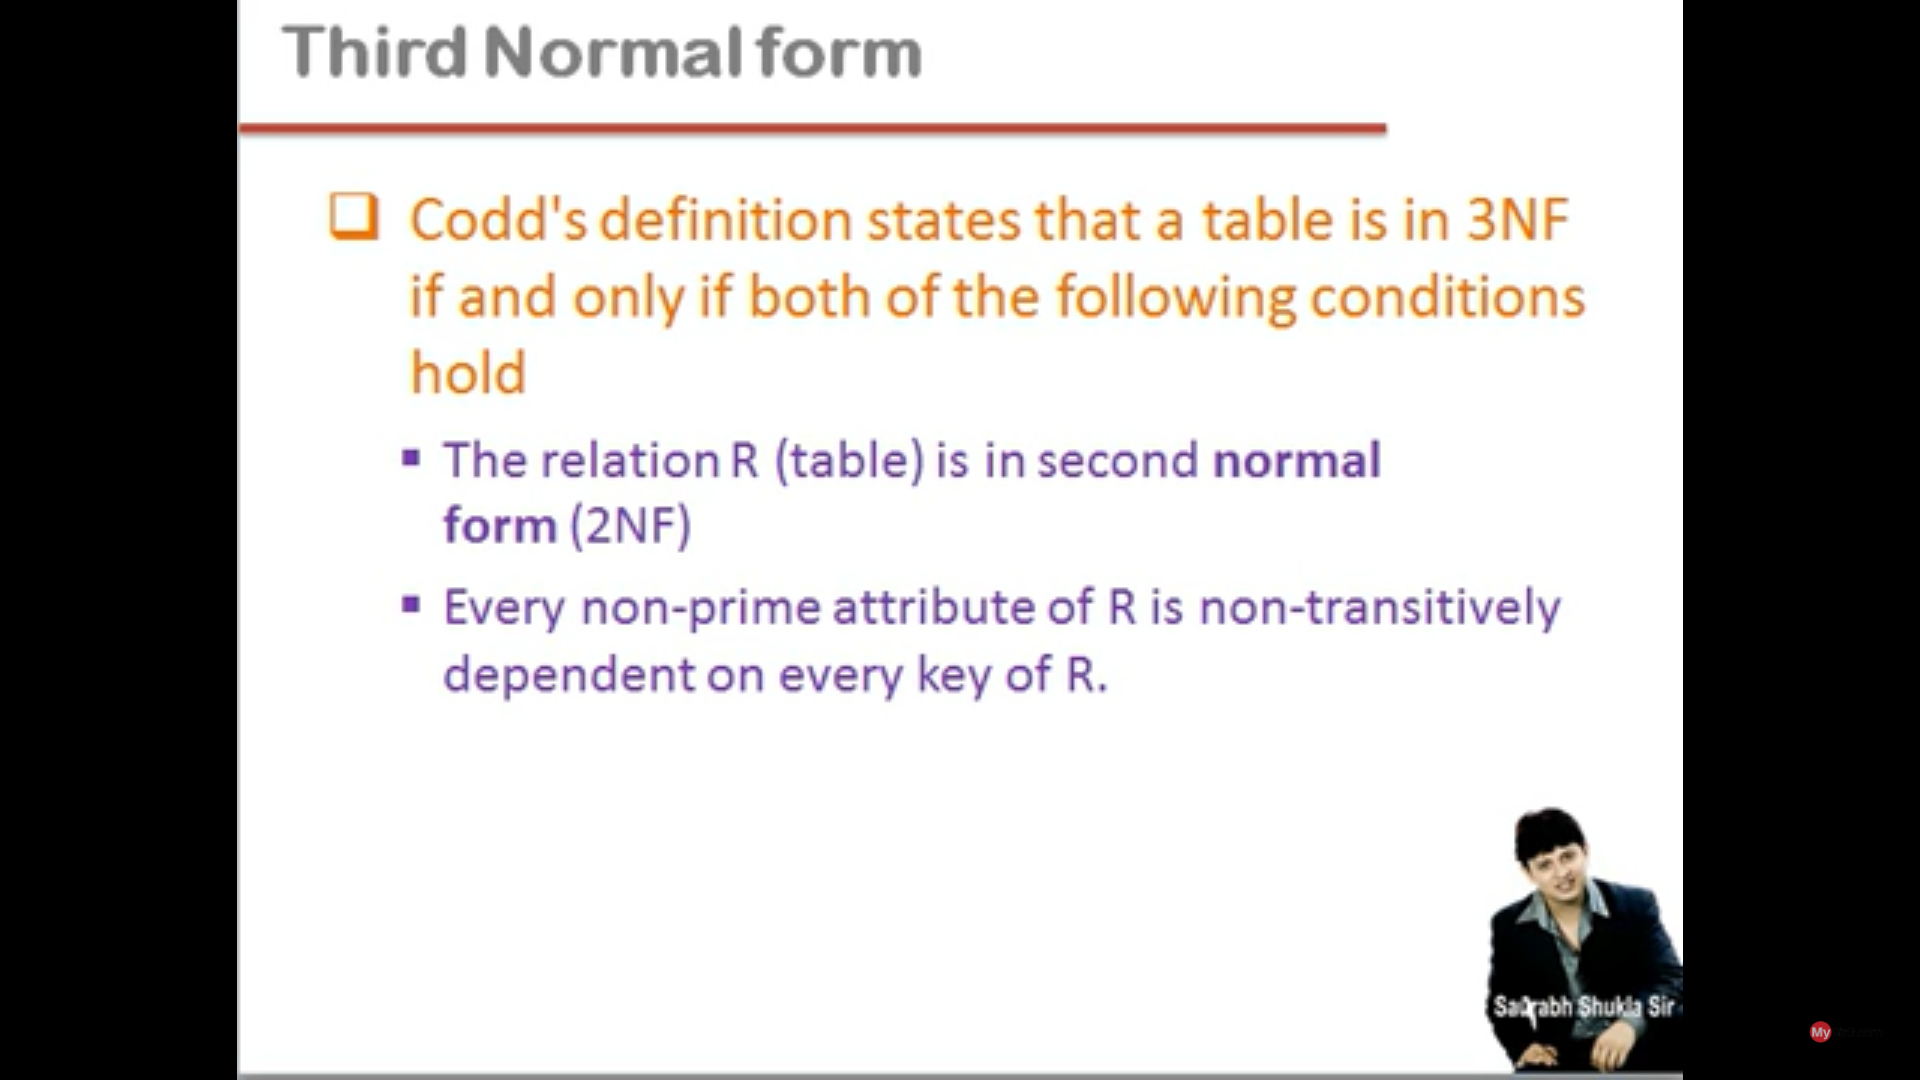 Third Normal form
Codd's definition states that a table is in 3NF
if and only if both of the following conditions
hold
The relation R (table) is in second normal
form (2NF)
Every non-prime attribute of R is non-transitively
dependent on every key of R.
Saurabh Shukla Sir
My